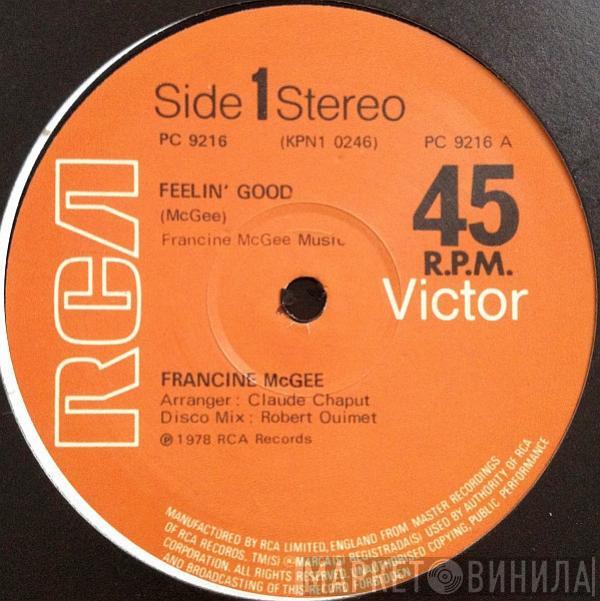 Side 1 Stereo
PC 9216 (KPN1 0246) PC 9216 A
FEELIN' GOOD
(McGee)
Francine McGee Music
45
R.P.M.
RCA
Victor
FRANCINE McGEE
Arranger : Claude Chaput
Disco Mix : Robert Ouimet
℗ 1978 RCA Records
MANUFACTURED BY RCA LIMITED, ENGLAND FROM MASTER RECORDINGS
OF RCA RECORDS. TM(S) ® MARCA(S) REGISTRADA(S) USED BY AUTHORITY OF RCA
CORPORATION. ALL RIGHTS RESERVED. UNAUTHORISED COPYING, PUBLIC PERFORMANCE
AND BROADCASTING OF THIS RECORD FORBIDDEN
МАРКЕТ ВИНИЛА